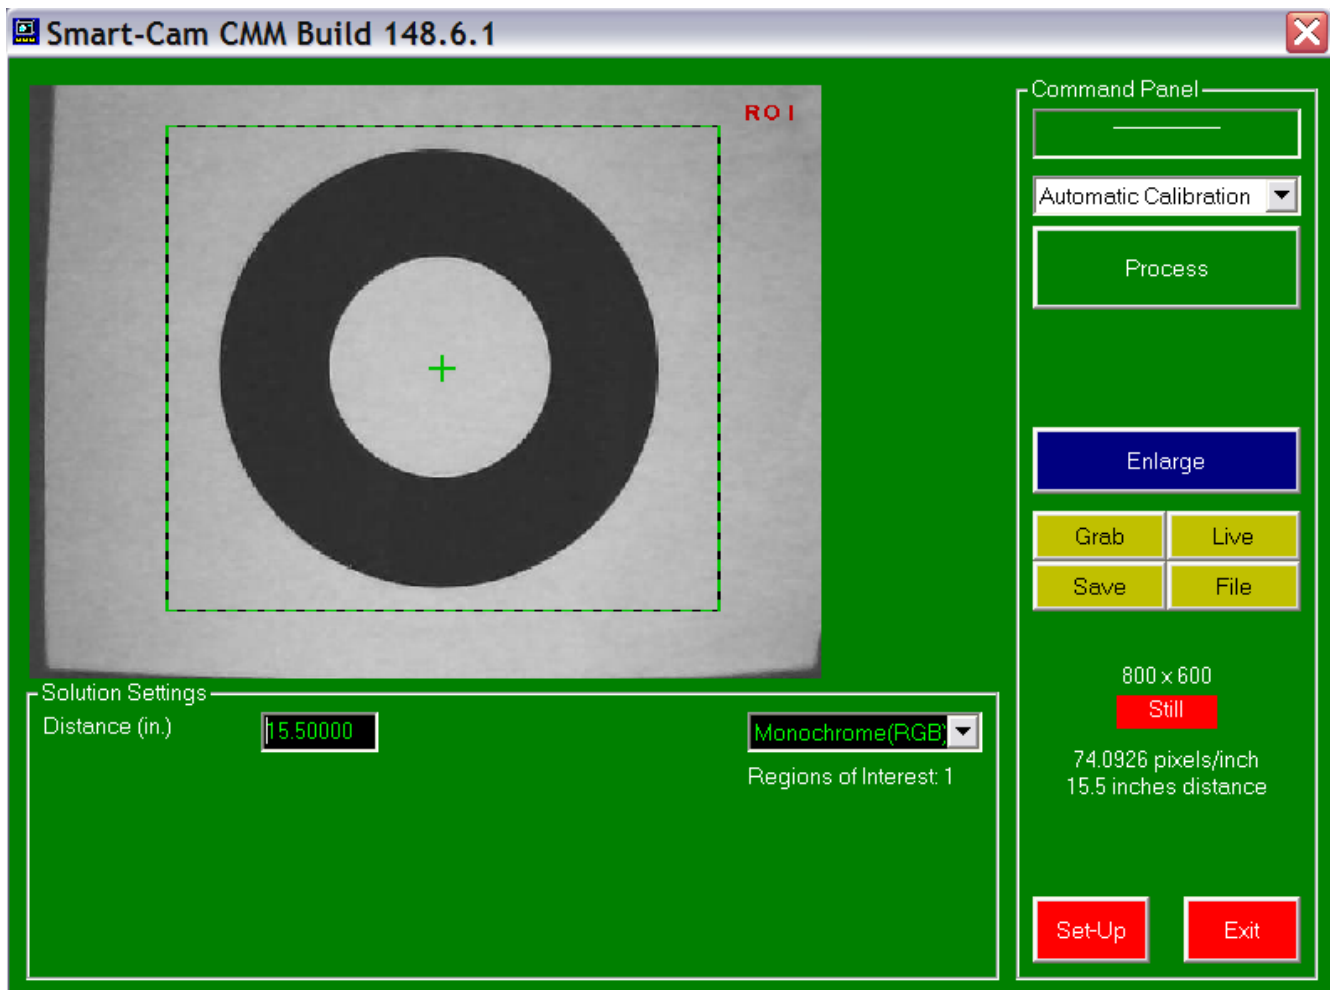 Smart-Cam CMM Build 148.6.1
ROI
Command Panel
Automatic Calibration
Process
Enlarge
Grab
Live
Save
File
800 x 600
Still
74.0926 pixels/inch
15.5 inches distance
Set-Up
Exit
Solution Settings
Distance (in.)
15.50000
Monochrome(RGB)
Regions of Interest: 1